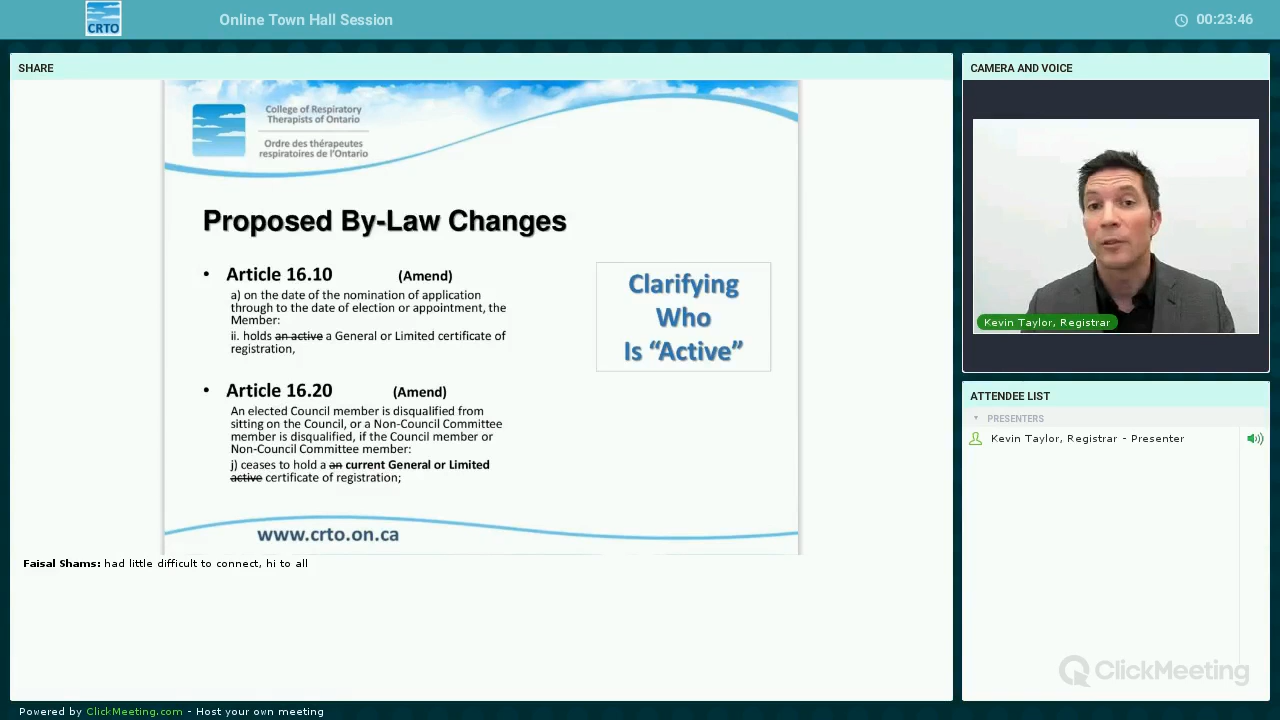 CRTO
Online Town Hall Session
00:23:46
SHARE
College of Respiratory
Therapists of Ontario
Ordre des thérapeutes
respiratoires de l'Ontario
Proposed By-Law Changes
• Article 16.10 (Amend)
a) on the date of the nomination of application
through to the date of election or appointment, the
Member:
ii. holds an active a General or Limited certificate of
registration,
Clarifying
Who
Is “Active”
• Article 16.20 (Amend)
An elected Council member is disqualified from
sitting on the Council, or a Non-Council Committee
member is disqualified, if the Council member or
Non-Council Committee member:
j) ceases to hold a an current General or Limited
active certificate of registration;
www.crto.on.ca
Faisal Shams: had little difficult to connect, hi to all
CAMERA AND VOICE
Kevin Taylor, Registrar
ATTENDEE LIST
PRESENTERS
Kevin Taylor, Registrar - Presenter
ClickMeeting
Powered by ClickMeeting.com - Host your own meeting